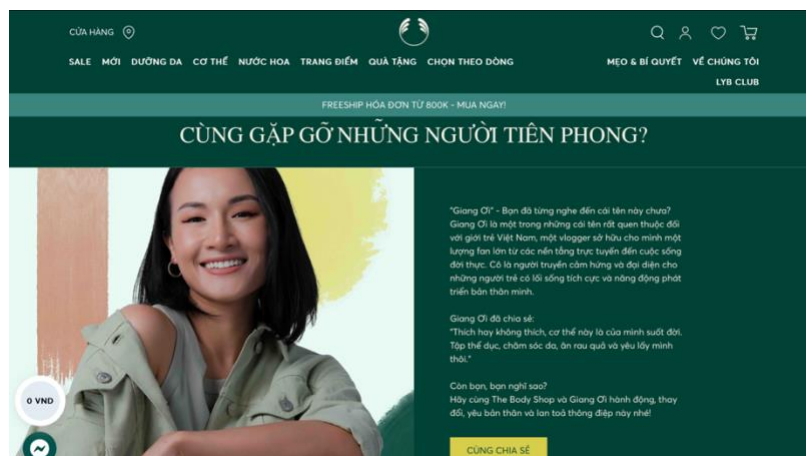 CỬA HÀNG
SALE MỚI DƯỠNG DA CƠ THỂ NƯỚC HOA TRANG ĐIỂM QUÀ TẶNG CHỌN THEO DÒNG MẸO & BÍ QUYẾT VỀ CHÚNG TÔI
LYB CLUB
FREESHIP HÓA ĐƠN TỪ 800K - MUA NGAY!
CÙNG GẶP GỠ NHỮNG NGƯỜI TIÊN PHONG?
"Giang Ơi" - Bạn đã từng nghe đến cái tên này chưa?
Giang Ơi là một trong những cái tên rất quen thuộc đối
với giới trẻ Việt Nam, một vlogger sở hữu cho mình một
lượng fan lớn từ các nền tảng trực tuyến đến cuộc sống
đời thực. Cô là người truyền cảm hứng và đại diện cho
những người trẻ có lối sống tích cực và năng động phát
triển bản thân mình.
Giang Ơi đã chia sẻ:
"Thích hay không thích, cơ thể này là của mình suốt đời.
Tập thể dục, chăm sóc da, ăn rau quả và yêu lấy mình
thôi."
Còn bạn, bạn nghĩ sao?
Hãy cùng The Body Shop và Giang Ơi hành động, thay
đổi, yêu bản thân và lan toả thông điệp này nhé!
0 VND
CÙNG CHIA SẺ